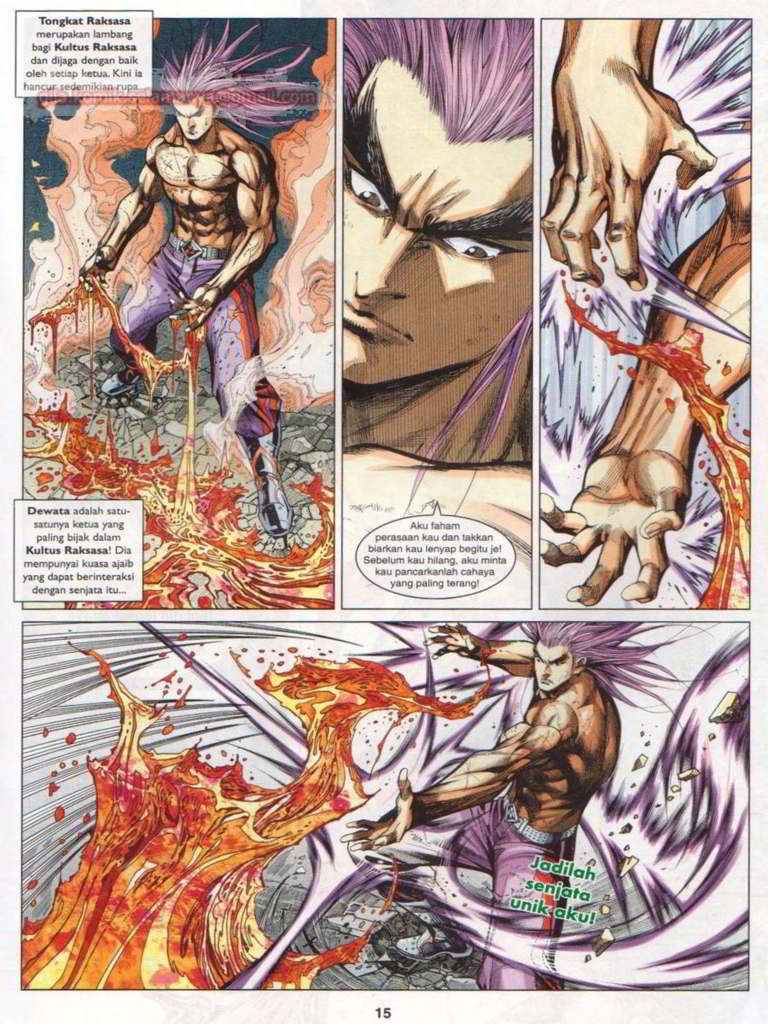 Tongkat Raksasa
merupakan lambang
bagi Kultus Raksasa
dan dijaga dengan baik
oleh setiap ketua. Kini ia
hancur sedemikian rupa
Aku faham
perasaan kau dan takkan
biarkan kau lenyap begitu je!
Sebelum kau hilang, aku minta
kau pancarkanlah cahaya
yang paling terang!
Dewata adalah satu-
satunya ketua yang
paling bijak dalam
Kultus Raksasa! Dia
mempunyai kuasa ajaib
yang dapat berinteraksi
dengan senjata itu...
Jadilah
senjata
unik aku!
15